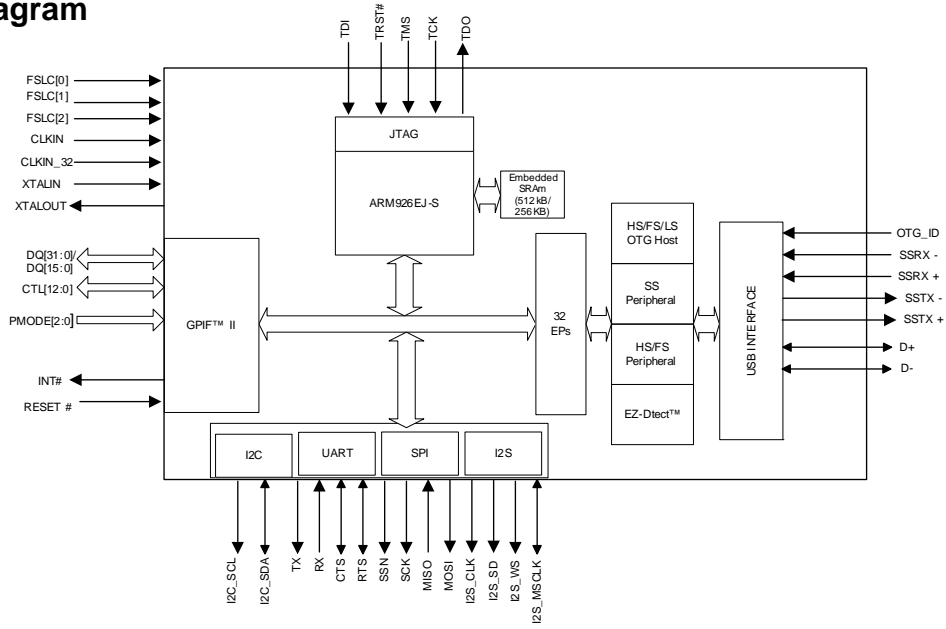 agram
TDI
TRST#
TMS
TCK
TDO
FSLC[0]
FSLC[1]
FSLC[2]
CLKIN
CLKIN_32
XTALIN
XTALOUT
JTAG
ARM926EJ-S
Embedded
SRAm
(512 kB/
256KB)
DQ[31:0]/
DQ[15:0]
CTL[12:0]
PMODE[2:0]
INT#
RESET #
GPIF™ II
32
EPs
HS/FS/LS
OTG Host
SS
Peripheral
HS/FS
Peripheral
EZ-Dtect™
USB INTERFACE
OTG_ID
SSRX -
SSRX +
SSTX -
SSTX +
D+
D-
I2C
UART
SPI
I2S
I2C_SCL
I2C_SDA
TX
RX
CTS
RTS
SSN
SCK
MISO
MOSI
I2S_CLK
I2S_SD
I2S_WS
I2S_MSCLK